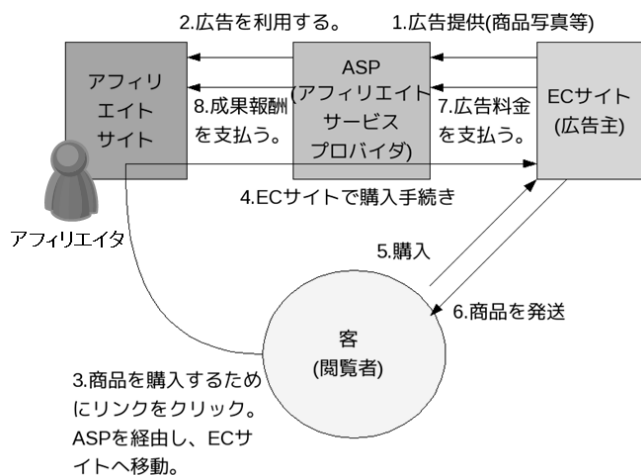 2.広告を利用する。
1.広告提供(商品写真等)
アフィリ
エイト
サイト
ASP
(アフィリエイト
サービス
プロバイダ)
ECサイト
(広告主)
8.成果報酬
を支払う。
7.広告料金
を支払う。
4.ECサイトで購入手続き
アフィリエイタ
5.購入
6.商品を発送
客
(閲覧者)
3.商品を購入するため
にリンクをクリック。
ASPを経由し、ECサ
イトへ移動。